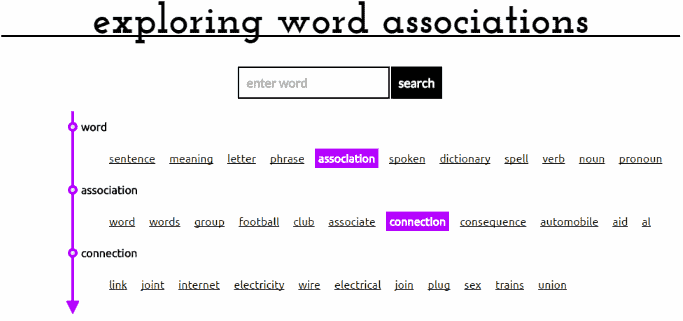 exploring word associations
enter word search
word
sentence meaning letter phrase association spoken dictionary spell verb noun pronoun
association
word words group football club associate connection consequence automobile aid al
connection
link joint internet electricity wire electrical join plug sex trains union